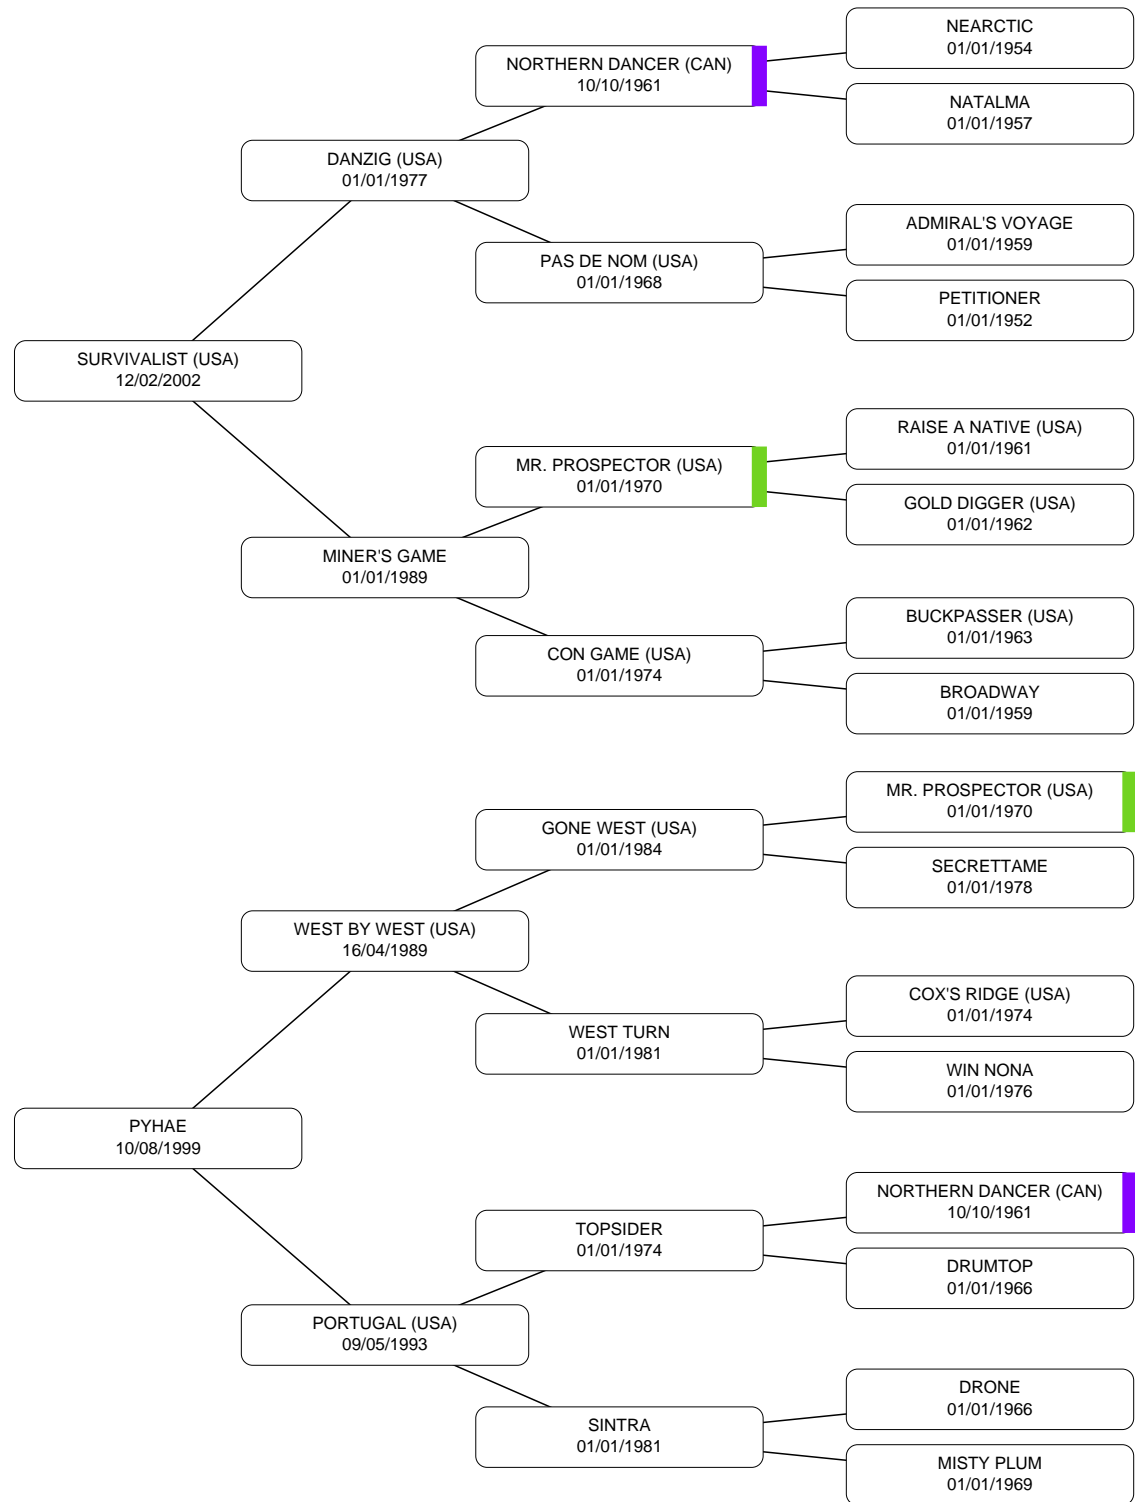 NEARCTIC
01/01/1954
NORTHERN DANCER (CAN)
10/10/1961
NATALMA
01/01/1957
DANZIG (USA)
01/01/1977
ADMIRAL'S VOYAGE
01/01/1959
PAS DE NOM (USA)
01/01/1968
PETITIONER
01/01/1952
SURVIVALIST (USA)
12/02/2002
RAISE A NATIVE (USA)
01/01/1961
MR. PROSPECTOR (USA)
01/01/1970
GOLD DIGGER (USA)
01/01/1962
MINER'S GAME
01/01/1989
BUCKPASSER (USA)
01/01/1963
CON GAME (USA)
01/01/1974
BROADWAY
01/01/1959
MR. PROSPECTOR (USA)
01/01/1970
GONE WEST (USA)
01/01/1984
SECRETTAME
01/01/1978
WEST BY WEST (USA)
16/04/1989
COX'S RIDGE (USA)
01/01/1974
WEST TURN
01/01/1981
WIN NONA
01/01/1976
PYHAE
10/08/1999
NORTHERN DANCER (CAN)
10/10/1961
TOPSIDER
01/01/1974
DRUMTOP
01/01/1966
PORTUGAL (USA)
09/05/1993
DRONE
01/01/1966
SINTRA
01/01/1981
MISTY PLUM
01/01/1969